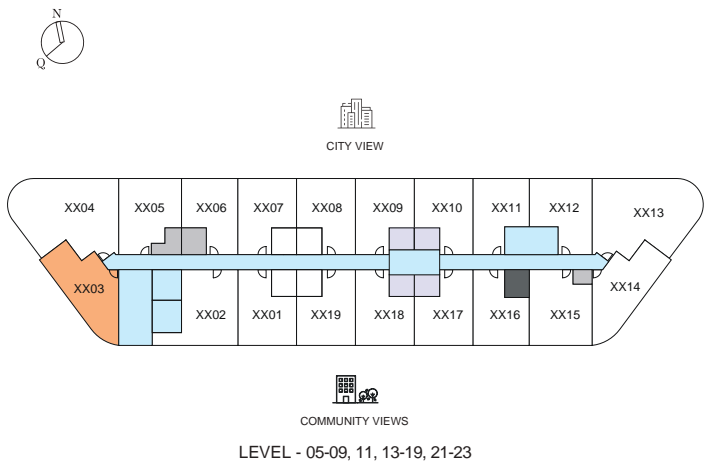 N
Q
CITY VIEW
XX04 XX05 XX06 XX07 XX08 XX09 XX10 XX11 XX12 XX13
XX03 XX14
XX02 XX01 XX19 XX18 XX17 XX16 XX15
COMMUNITY VIEWS
LEVEL - 05-09, 11, 13-19, 21-23